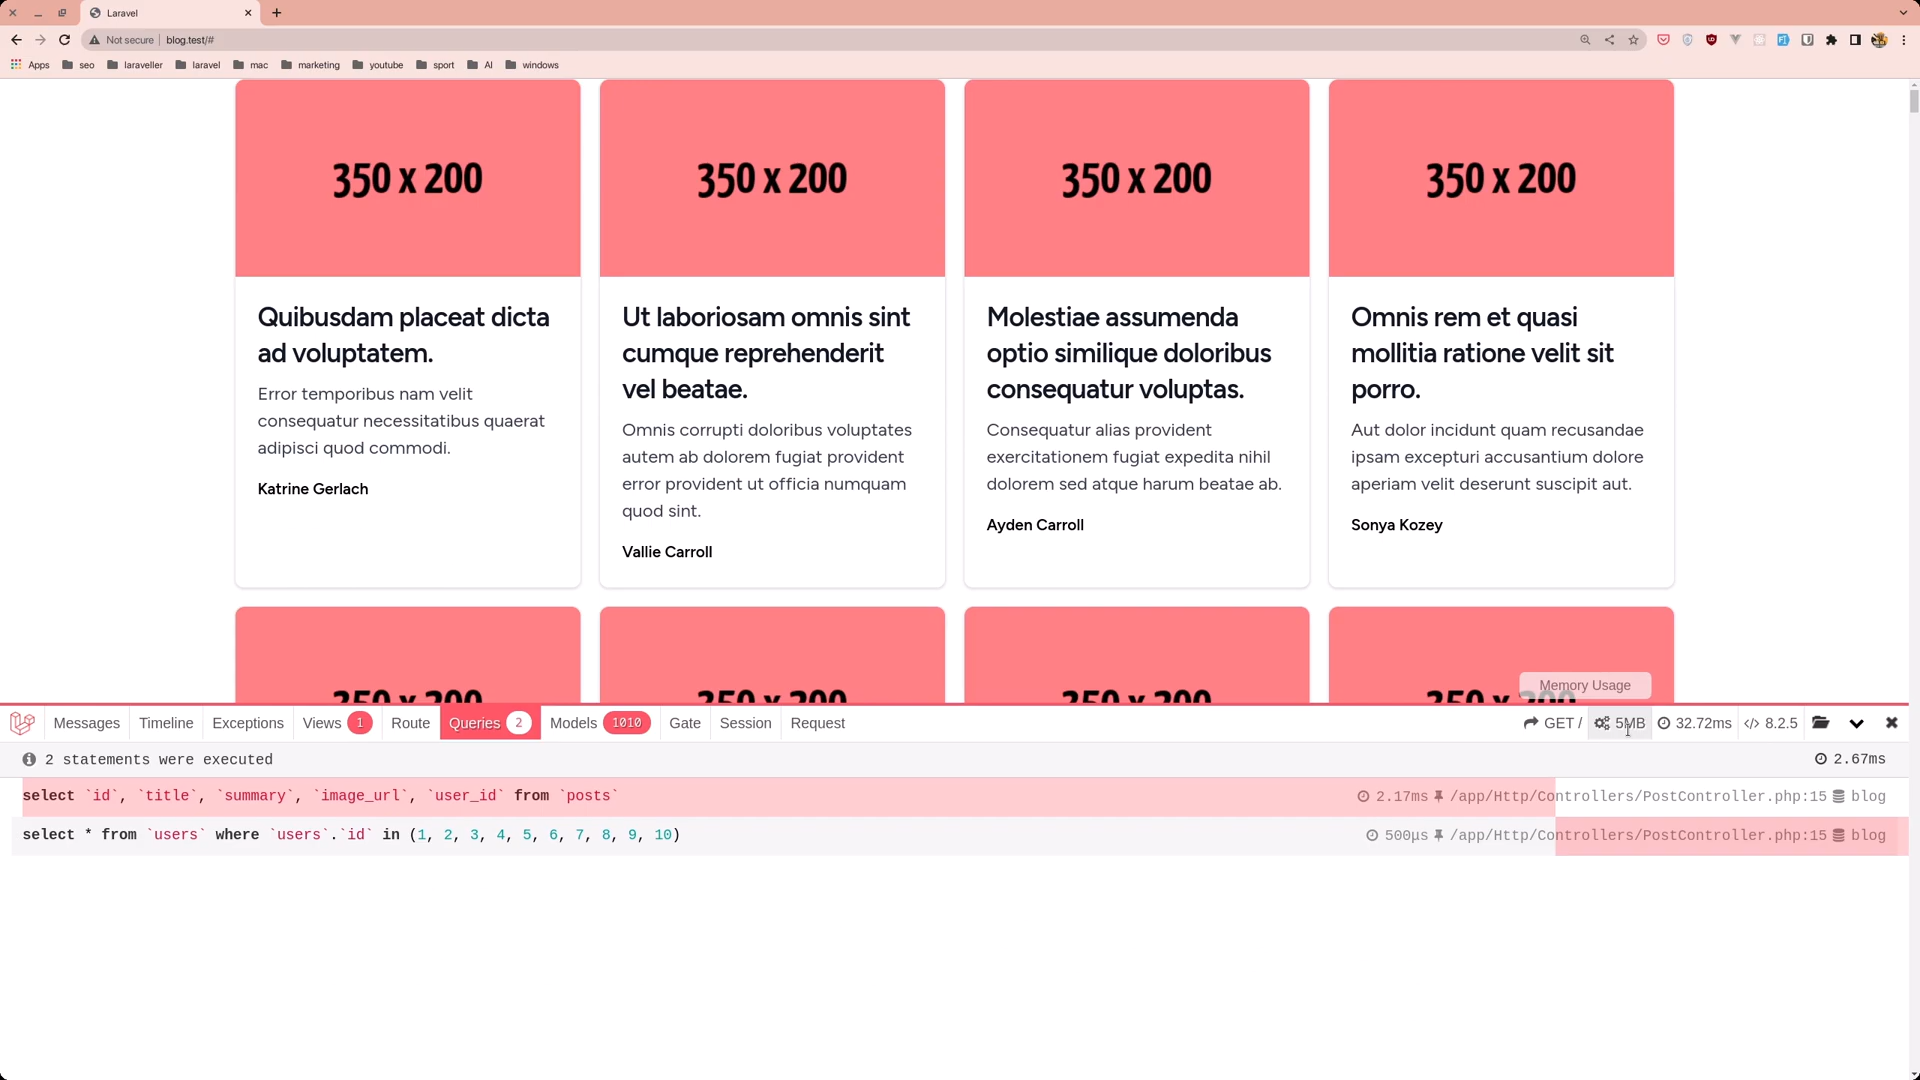 Laravel
Not secure blog.test/#
Apps seo laraveller laravel mac marketing youtube sport AI windows
350 x 200 350 x 200 350 x 200 350 x 200
Quibusdam placeat dicta
ad voluptatem.
Error temporibus nam velit
consequatur necessitatibus quaerat
adipisci quod commodi.
Katrine Gerlach
Ut laboriosam omnis sint
cumque reprehenderit
vel beatae.
Omnis corrupti doloribus voluptates
autem ab dolorem fugiat provident
error provident ut officia numquam
quod sint.
Vallie Carroll
Molestiae assumenda
optio similique doloribus
consequatur voluptas.
Consequatur alias provident
exercitationem fugiat expedita nihil
dolorem sed atque harum beatae ab.
Ayden Carroll
Omnis rem et quasi
mollitia ratione velit sit
porro.
Aut dolor incidunt quam recusandae
ipsam excepturi accusantium dolore
aperiam velit deserunt suscipit aut.
Sonya Kozey
350 x 200 350 x 200 350 x 200 350 x 200
Memory Usage
Messages Timeline Exceptions Views 1 Route Queries 2 Models 1010 Gate Session Request GET / 5MB 32.72ms </> 8.2.5
2 statements were executed 2.67ms
select `id`, `title`, `summary`, `image_url`, `user_id` from `posts` 2.17ms /app/Http/Controllers/PostController.php:15 blog
select * from `users` where `users`.`id` in (1, 2, 3, 4, 5, 6, 7, 8, 9, 10) 500μs /app/Http/Controllers/PostController.php:15 blog